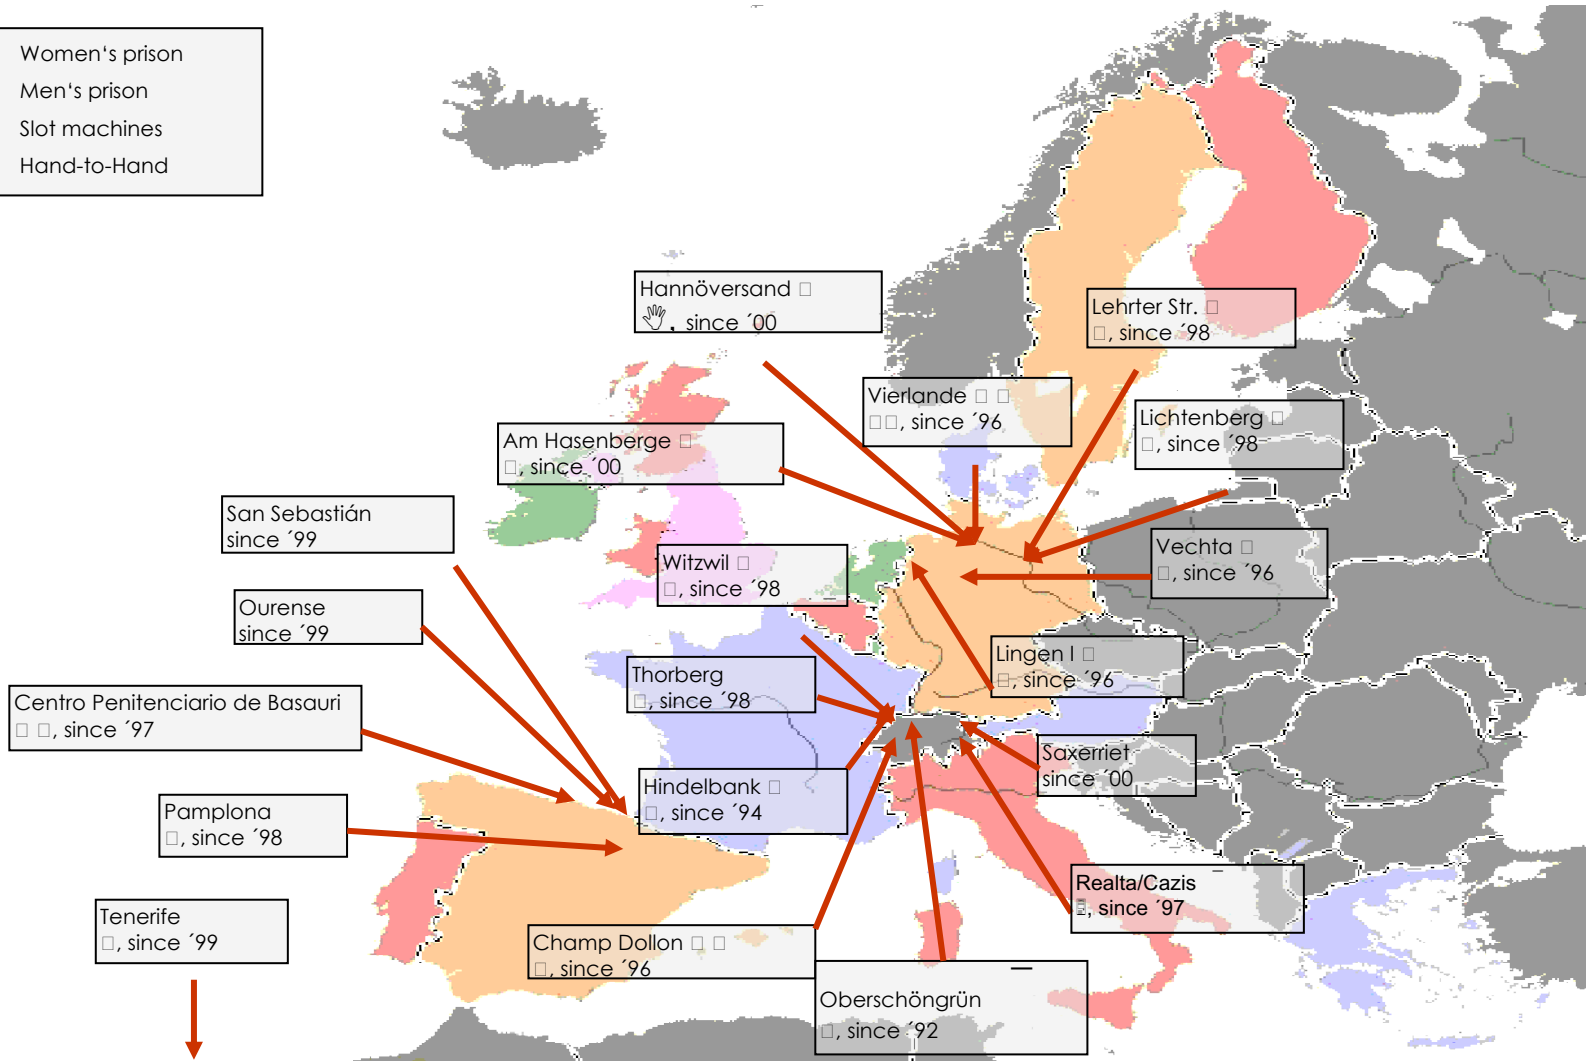 Women‘s prison
Men‘s prison
Slot machines
Hand-to-Hand
Hannöversand □
, since ´00
Lehrter Str. □
□, since ´98
Vierlande □ □
□□, since ´96
Lichtenberg □
□, since ´98
Am Hasenberge □
□, since ´00
San Sebastián
since ´99
Witzwil □
□, since ´98
Vechta □
□, since ´96
Ourense
since ´99
Lingen I □
□, since ´96
Thorberg
□, since ´98
Centro Penitenciario de Basauri
□ □, since ´97
Saxerriet
since ´00
Hindelbank □
□, since ´94
Pamplona
□, since ´98
Realta/Cazis
, since ´97
Tenerife
□, since ´99
Champ Dollon □ □
□, since ´96
Oberschöngrün
□, since ´92